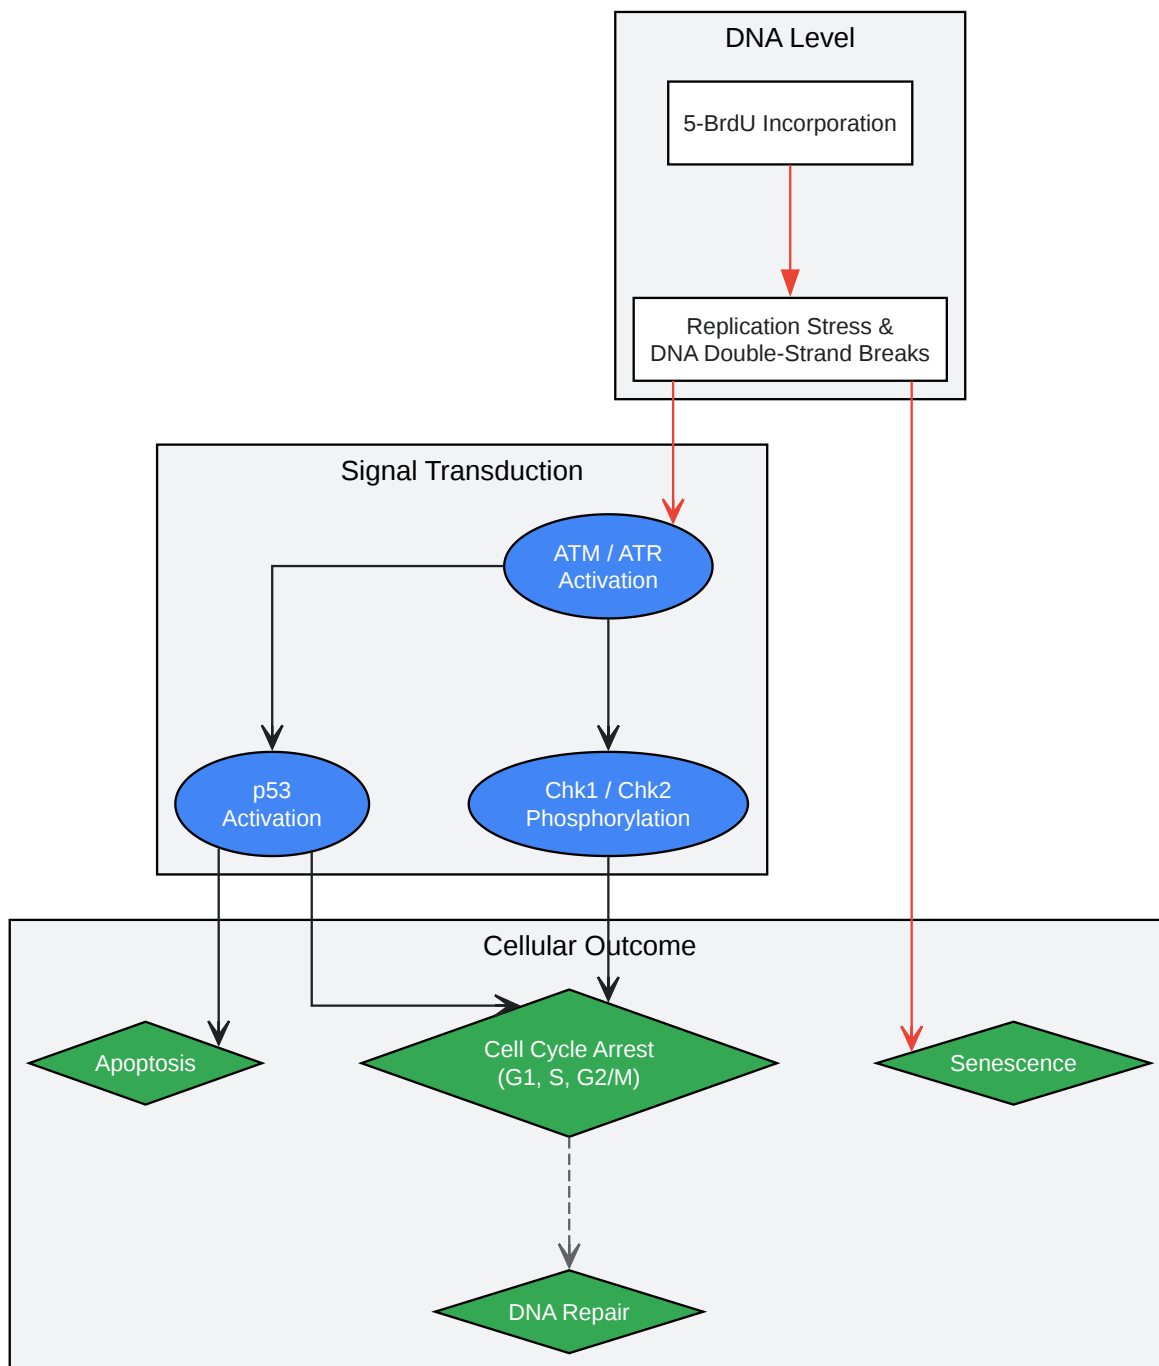 DNA Level
5-BrdU Incorporation
Replication Stress &
DNA Double-Strand Breaks
Signal Transduction
ATM / ATR
Activation
p53
Activation
Chk1 / Chk2
Phosphorylation
Cellular Outcome
Apoptosis
Cell Cycle Arrest
(G1, S, G2/M)
Senescence
DNA Repair